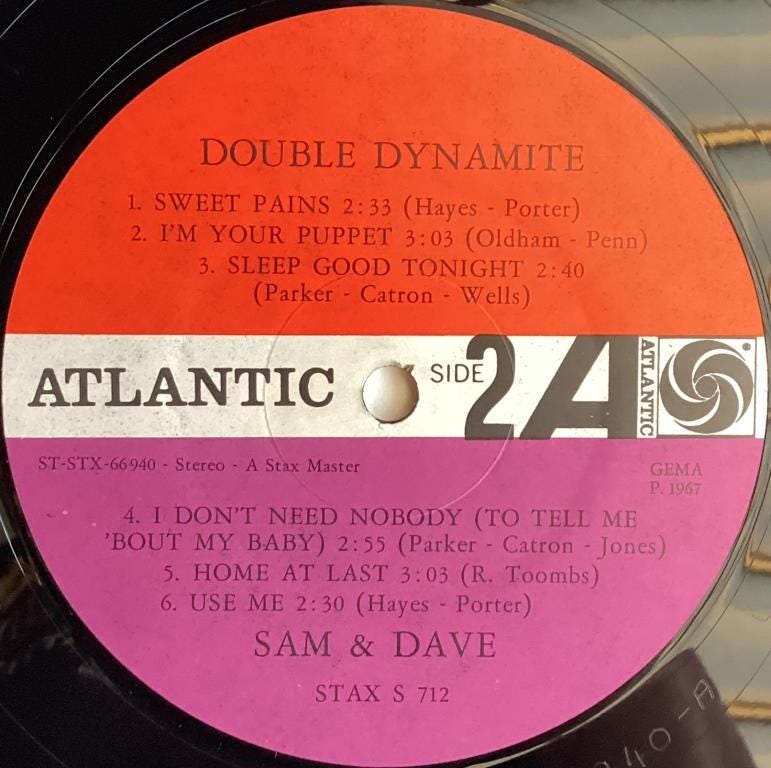 DOUBLE DYNAMITE
1. SWEET PAINS 2:33 (Hayes - Porter)
2. I'M YOUR PUPPET 3:03 (Oldham - Penn)
3. SLEEP GOOD TONIGHT 2:40
(Parker - Catron - Wells)
ATLANTIC
SIDE 2
A
ATLANTIC
ST-STX-66940 - Stereo - A Stax Master
GEMA
P. 1967
4. I DON'T NEED NOBODY (TO TELL ME
'BOUT MY BABY) 2:55 (Parker - Catron - Jones)
5. HOME AT LAST 3:03 (R. Toombs)
6. USE ME 2:30 (Hayes - Porter)
SAM & DAVE
STAX S 712
940-A